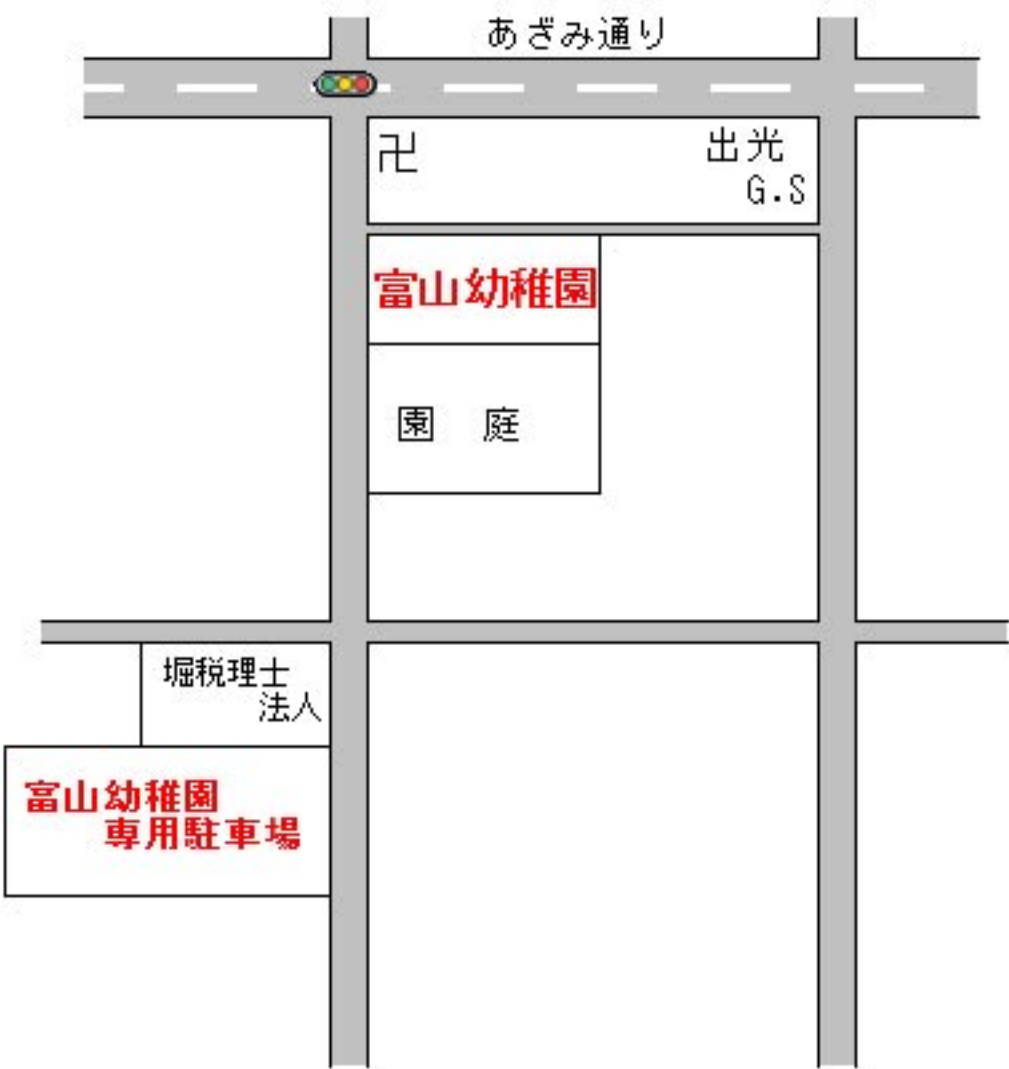 あざみ通り
卍
出光
G.S
富山幼稚園
園 庭
堀税理士
法人
富山幼稚園
専用駐車場